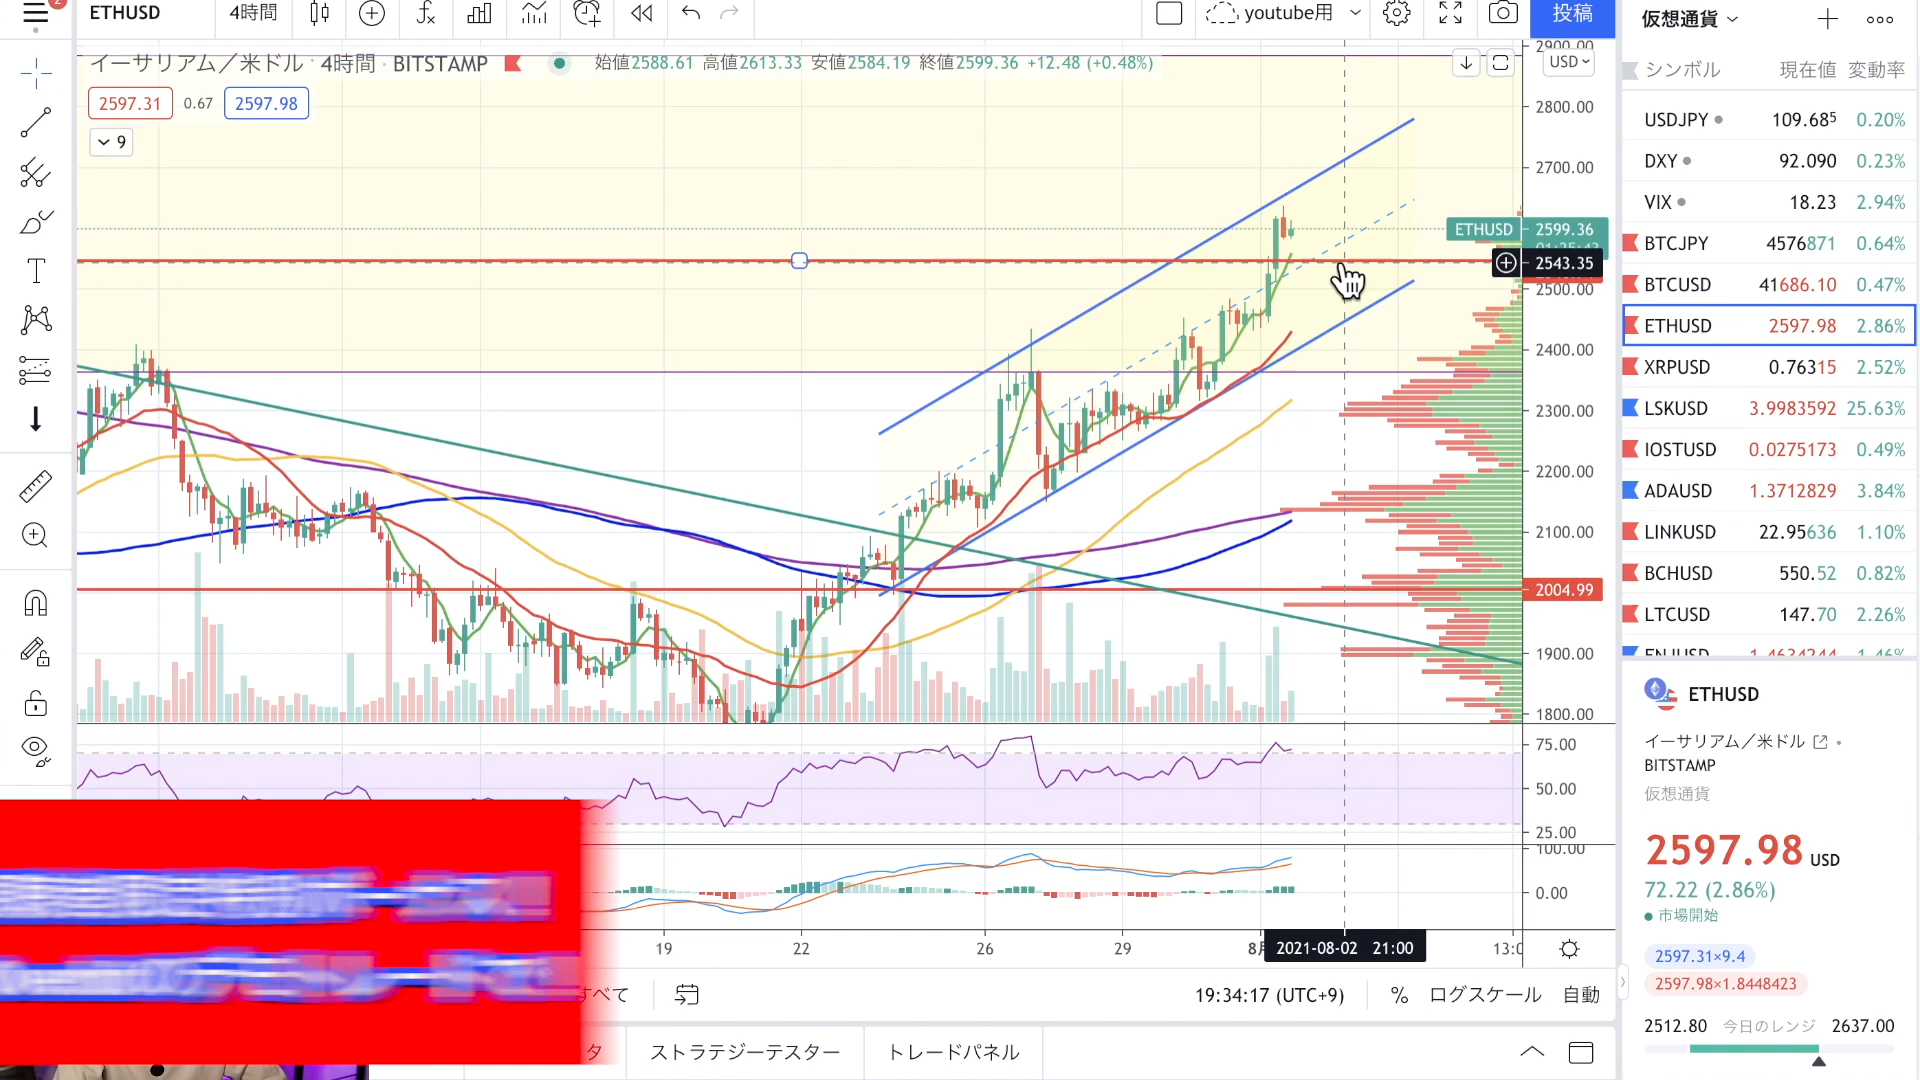 2
ETHUSD
4時間
youtube用
投稿
イーサリアム／米ドル · 4時間 · BITSTAMP
始値2588.61 高値2613.33 安値2584.19 終値2599.36 +12.48 (+0.48%)
2597.31
0.67
2597.98
9
USD
2900.00
2800.00
2700.00
ETHUSD 2599.36
2543.35
2500.00
2400.00
2300.00
2200.00
2100.00
2004.99
1900.00
1800.00
75.00
50.00
25.00
100.00
0.00
19
22
26
29
2021-08-02 21:00
19:34:17 (UTC+9)
%
ログスケール
自動
ストラテジーテスター
トレードパネル
仮想通貨
シンボル 現在値 変動率
USDJPY 109.685 0.20%
DXY 92.090 0.23%
VIX 18.23 2.94%
BTCJPY 4576871 0.64%
BTCUSD 41686.10 0.47%
ETHUSD 2597.98 2.86%
XRPUSD 0.76315 2.52%
LSKUSD 3.9983592 25.63%
IOSTUSD 0.0275173 0.49%
ADAUSD 1.3712829 3.84%
LINKUSD 22.95636 1.10%
BCHUSD 550.52 0.82%
LTCUSD 147.70 2.26%
ENJUSD 1.4634244 1.46%
ETHUSD
イーサリアム／米ドル
BITSTAMP
仮想通貨
2597.98 USD
72.22 (2.86%)
市場開始
2597.31×9.4
2597.98×1.8448423
2512.80 今日のレンジ 2637.00